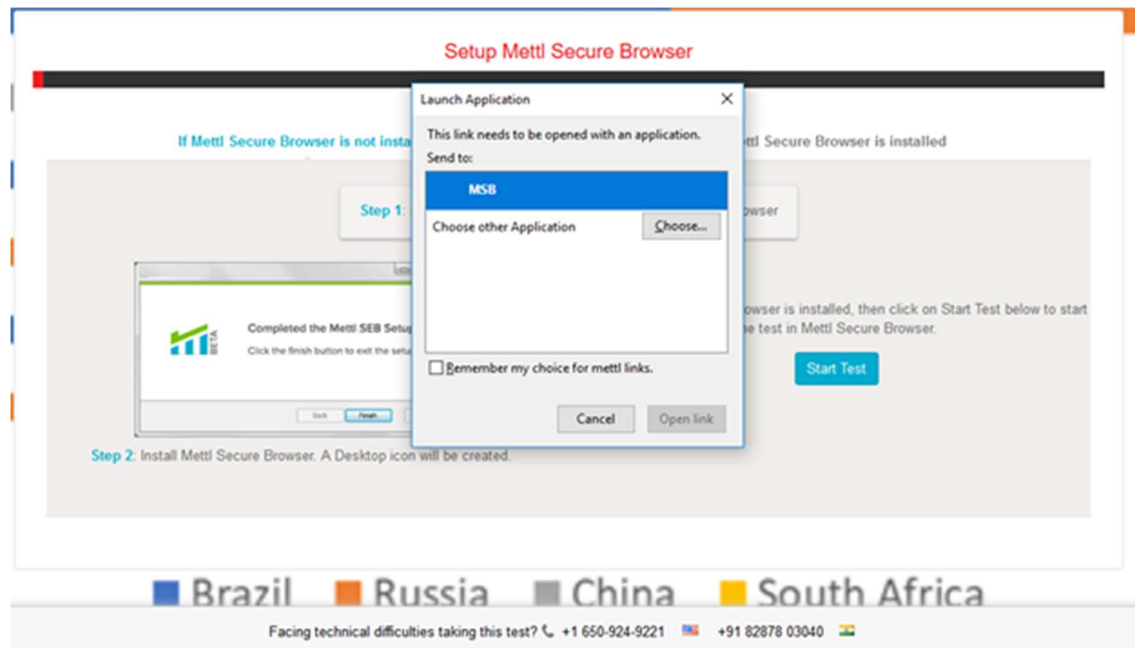 Setup Mettl Secure Browser
Launch Application
This link needs to be opened with an application.
Send to:
MSB
Choose other Application
Choose...
Remember my choice for mettl links.
Cancel
Open link
If Mettl Secure Browser is not insta
ttl Secure Browser is installed
Step 1:
owser
Completed the Mettl SEB Setu
Click the Finish button to exit the setu
BETA
Back
Finish
owser is installed, then click on Start Test below to start
e test in Mettl Secure Browser.
Start Test
Step 2: Install Mettl Secure Browser. A Desktop icon will be created.
Brazil Russia China South Africa
Facing technical difficulties taking this test? +1 650-924-9221 +91 82878 03040